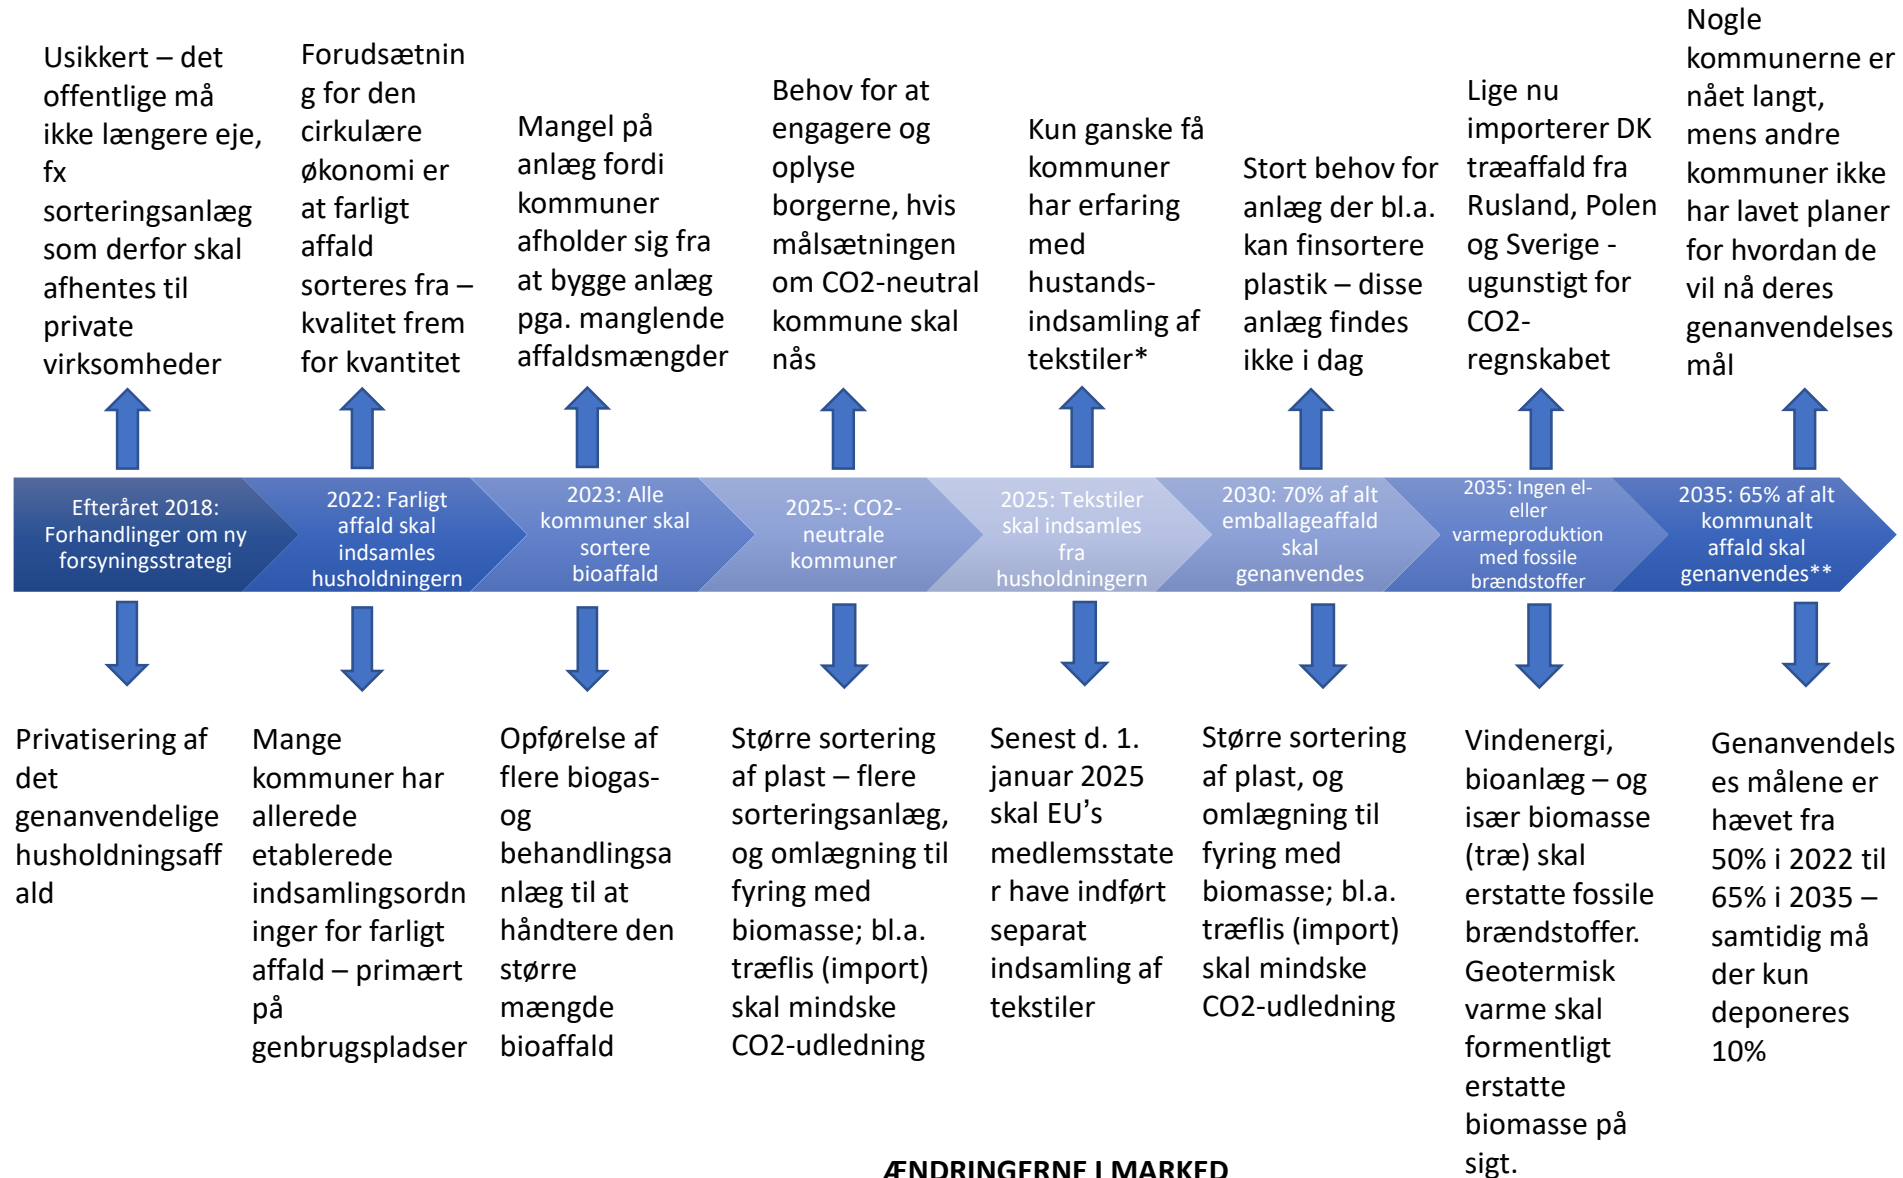 Usikkert – det
offentlige må
ikke længere eje,
fx
sorteringsanlæg
som derfor skal
afhentes til
private
virksomheder
Forudsætnin
g for den
cirkulære
økonomi er
at farligt
affald
sorteres fra –
kvalitet frem
for kvantitet
Mangel på
anlæg fordi
kommuner
afholder sig fra
at bygge anlæg
pga. manglende
affaldsmængder
Behov for at
engagere og
oplyse
borgerne, hvis
målsætningen
om CO2-neutral
kommune skal
nås
Kun ganske få
kommuner
har erfaring
med
hustands-
indsamling af
tekstiler*
Stort behov for
anlæg der bl.a.
kan finsortere
plastik – disse
anlæg findes
ikke i dag
Lige nu
importerer DK
træaffald fra
Rusland, Polen
og Sverige -
ugunstigt for
CO2-
regnskabet
Nogle
kommunerne er
nået langt,
mens andre
kommuner ikke
har lavet planer
for hvordan de
vil nå deres
genanvendelses
mål
Efteråret 2018:
Forhandlinger om ny
forsyningsstrategi
2022: Farligt
affald skal
indsamles
husholdningern
2023: Alle
kommuner skal
sortere
bioaffald
2025-: CO2-
neutrale
kommuner
2025: Tekstiler
skal indsamles
fra
husholdningern
2030: 70% af alt
emballageaffald
skal
genanvendes
2035: Ingen el-
eller
varmeproduktion
med fossile
brændstoffer
2035: 65% af alt
kommunalt
affald skal
genanvendes**
Privatisering af
det
genanvendelige
husholdningsaff
ald
Mange
kommuner har
allerede
etablerede
indsamlingsordn
inger for farligt
affald – primært
på
genbrugspladser
Opførelse af
flere biogas-
og
behandlingsa
nlæg til at
håndtere den
større
mængde
bioaffald
Større sortering
af plast – flere
sorteringsanlæg,
og omlægning til
fyring med
biomasse; bl.a.
træflis (import)
skal mindske
CO2-udledning
Senest d. 1.
januar 2025
skal EU's
medlemsstate
r have indført
separat
indsamling af
tekstiler
Større sortering
af plast, og
omlægning til
fyring med
biomasse; bl.a.
træflis (import)
skal mindske
CO2-udledning
Vindenergi,
bioanlæg – og
især biomasse
(træ) skal
erstatte fossile
brændstoffer.
Geotermisk
varme skal
formentligt
erstatte
biomasse på
sigt.
Genanvendels
es målene er
hævet fra
50% i 2022 til
65% i 2035 –
samtidig må
der kun
deponeres
10%
ÆNDRINGERNE I MARKED